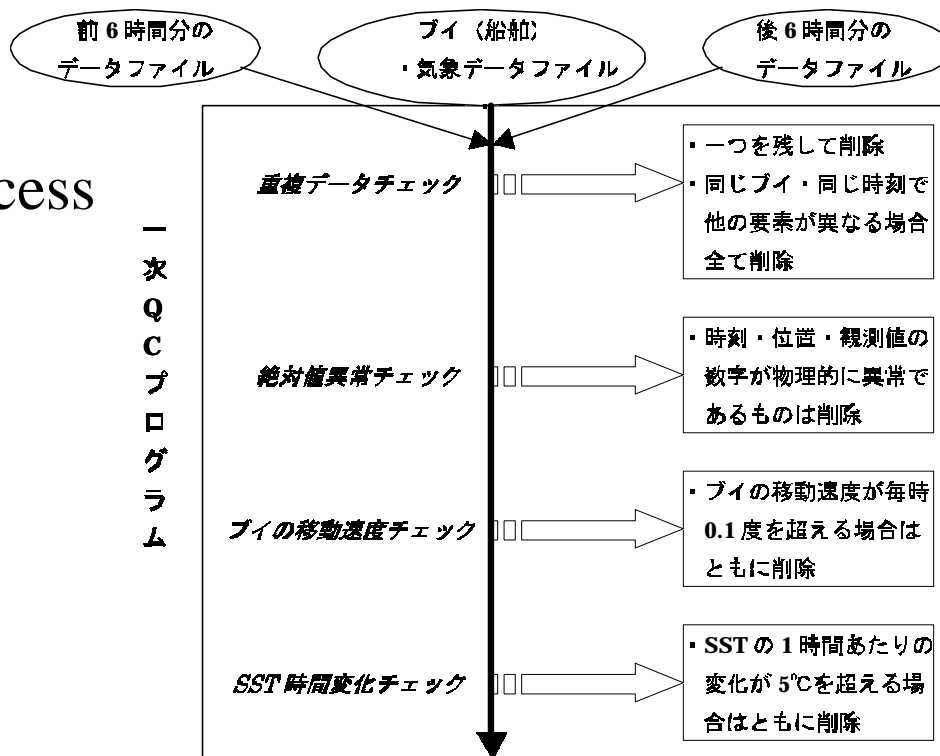 前 6 時間分の
データファイル
ブイ（船舶）
・気象データファイル
後 6 時間分の
データファイル
cess
一次QCプログラム
重複データチェック
・一つを残して削除
・同じブイ・同じ時刻で
他の要素が異なる場合
全て削除
絶対値異常チェック
・時刻・位置・観測値の
数字が物理的に異常で
あるものは削除
ブイの移動速度チェック
・ブイの移動速度が毎時
0.1 度を超える場合は
ともに削除
SST 時間変化チェック
・SST の 1 時間あたりの
変化が 5℃を超える場
合はともに削除